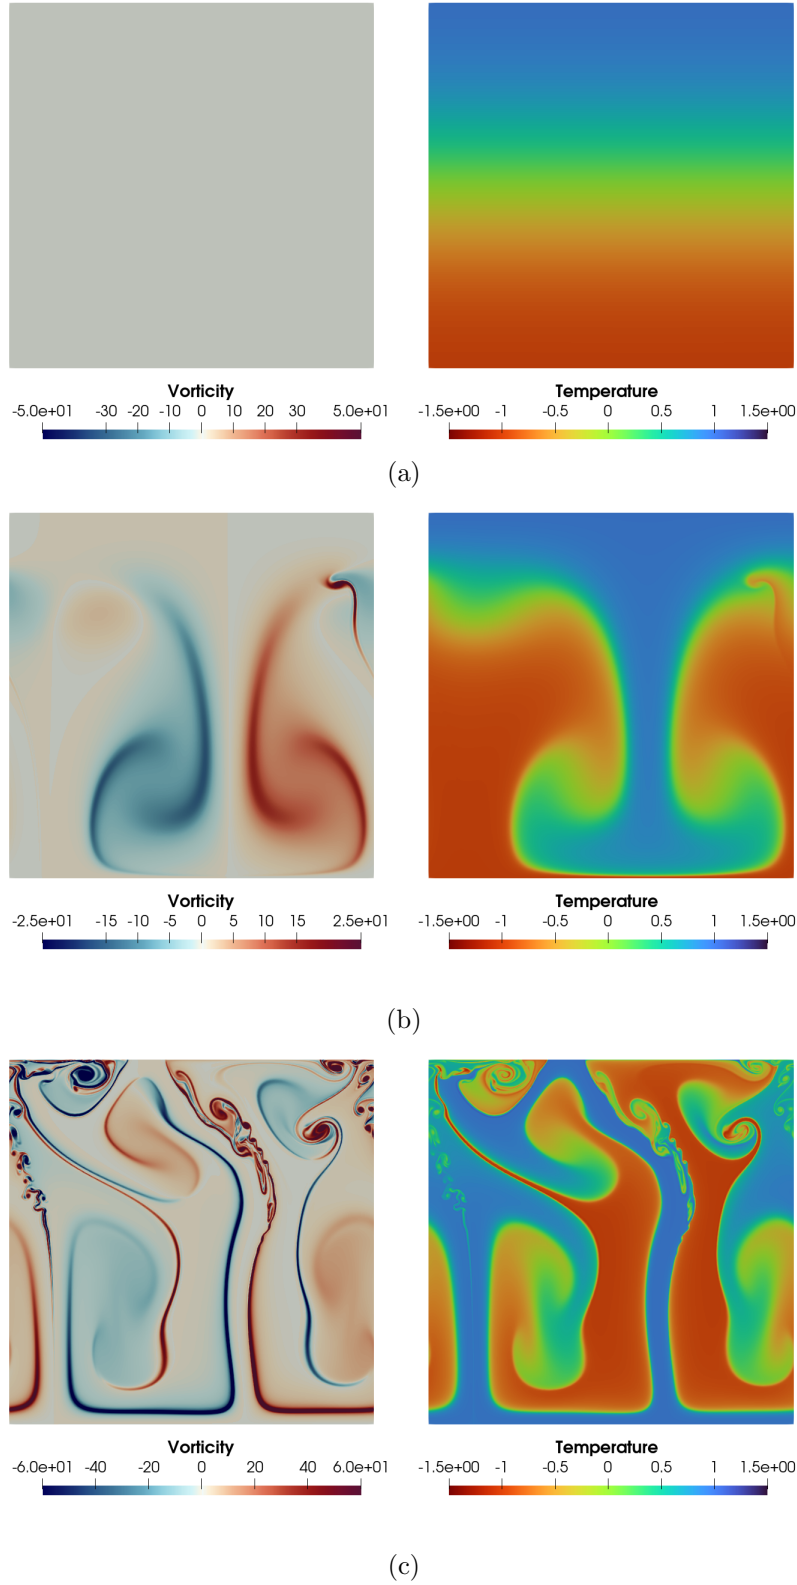 Vorticity Temperature
-5.0e+01 -30 -20 -10 0 10 20 30 5.0e+01 -1.5e+00 -1 -0.5 0 0.5 1 1.5e+00
(a)
Vorticity Temperature
-2.5e+01 -15 -10 -5 0 5 10 15 2.5e+01 -1.5e+00 -1 -0.5 0 0.5 1 1.5e+00
(b)
Vorticity Temperature
-6.0e+01 -40 -20 0 20 40 6.0e+01 -1.5e+00 -1 -0.5 0 0.5 1 1.5e+00
(c)